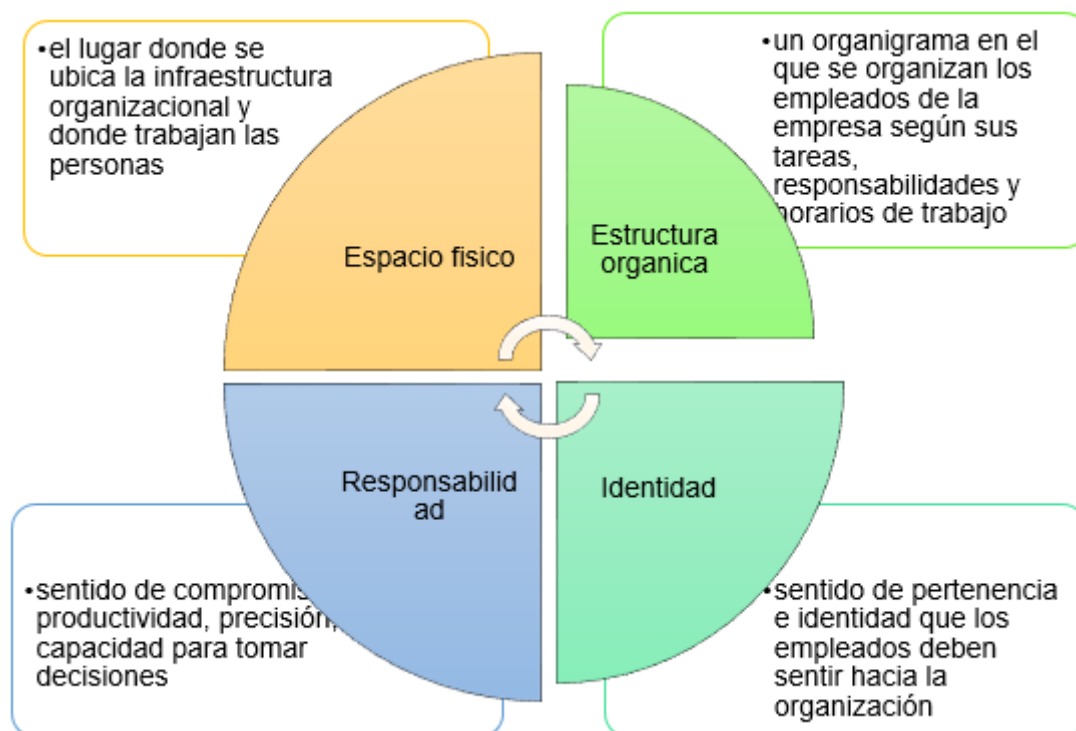 •el lugar donde se
ubica la infraestructura
organizacional y
donde trabajan las
personas
•un organigrama en el
que se organizan los
empleados de la
empresa según sus
tareas,
responsabilidades y
horarios de trabajo
Espacio fisico
Estructura
organica
Responsabilid
ad
Identidad
•sentido de compromis
productividad, precisión,
capacidad para tomar
decisiones
•sentido de pertenencia
e identidad que los
empleados deben
sentir hacia la
organización